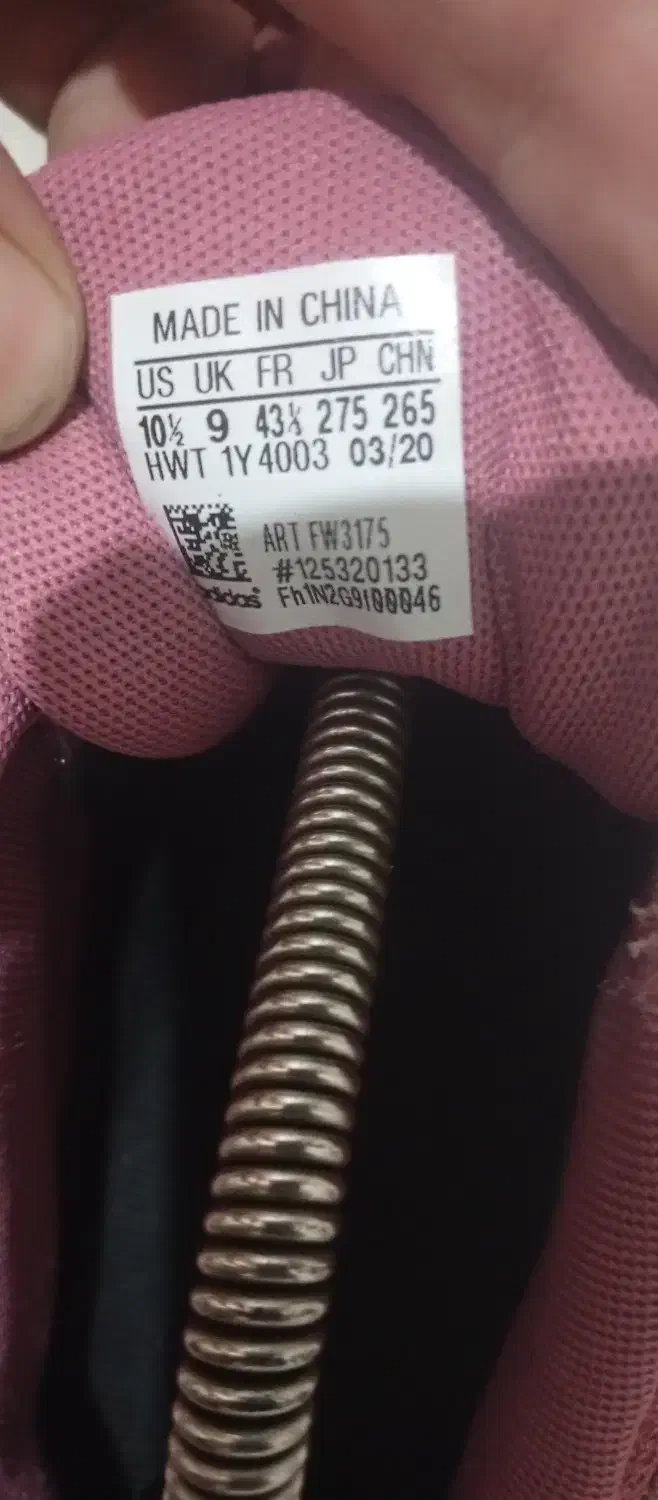 MADE IN CHINA
US UK FR JP CHN
10½ 9 43⅓ 275 265
HWT 1Y4003 03/20
ART FW3175
#125320133
adidas